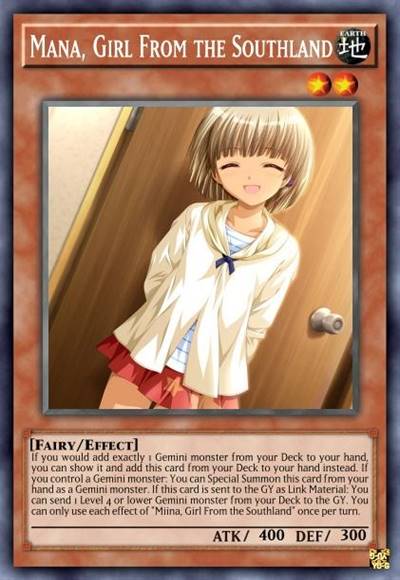 MANA, GIRL FROM THE SOUTHLAND
EARTH
地
[FAIRY/EFFECT]
If you would add exactly 1 Gemini monster from your Deck to your hand,
you can show it and add this card from your Deck to your hand instead. If
you control a Gemini monster: You can Special Summon this card from your
hand as a Gemini monster. If this card is sent to the GY as Link Material: You
can send 1 Level 4 or lower Gemini monster from your Deck to the GY. You
can only use each effect of "Miina, Girl From the Southland" once per turn.
ATK/ 400 DEF/ 300